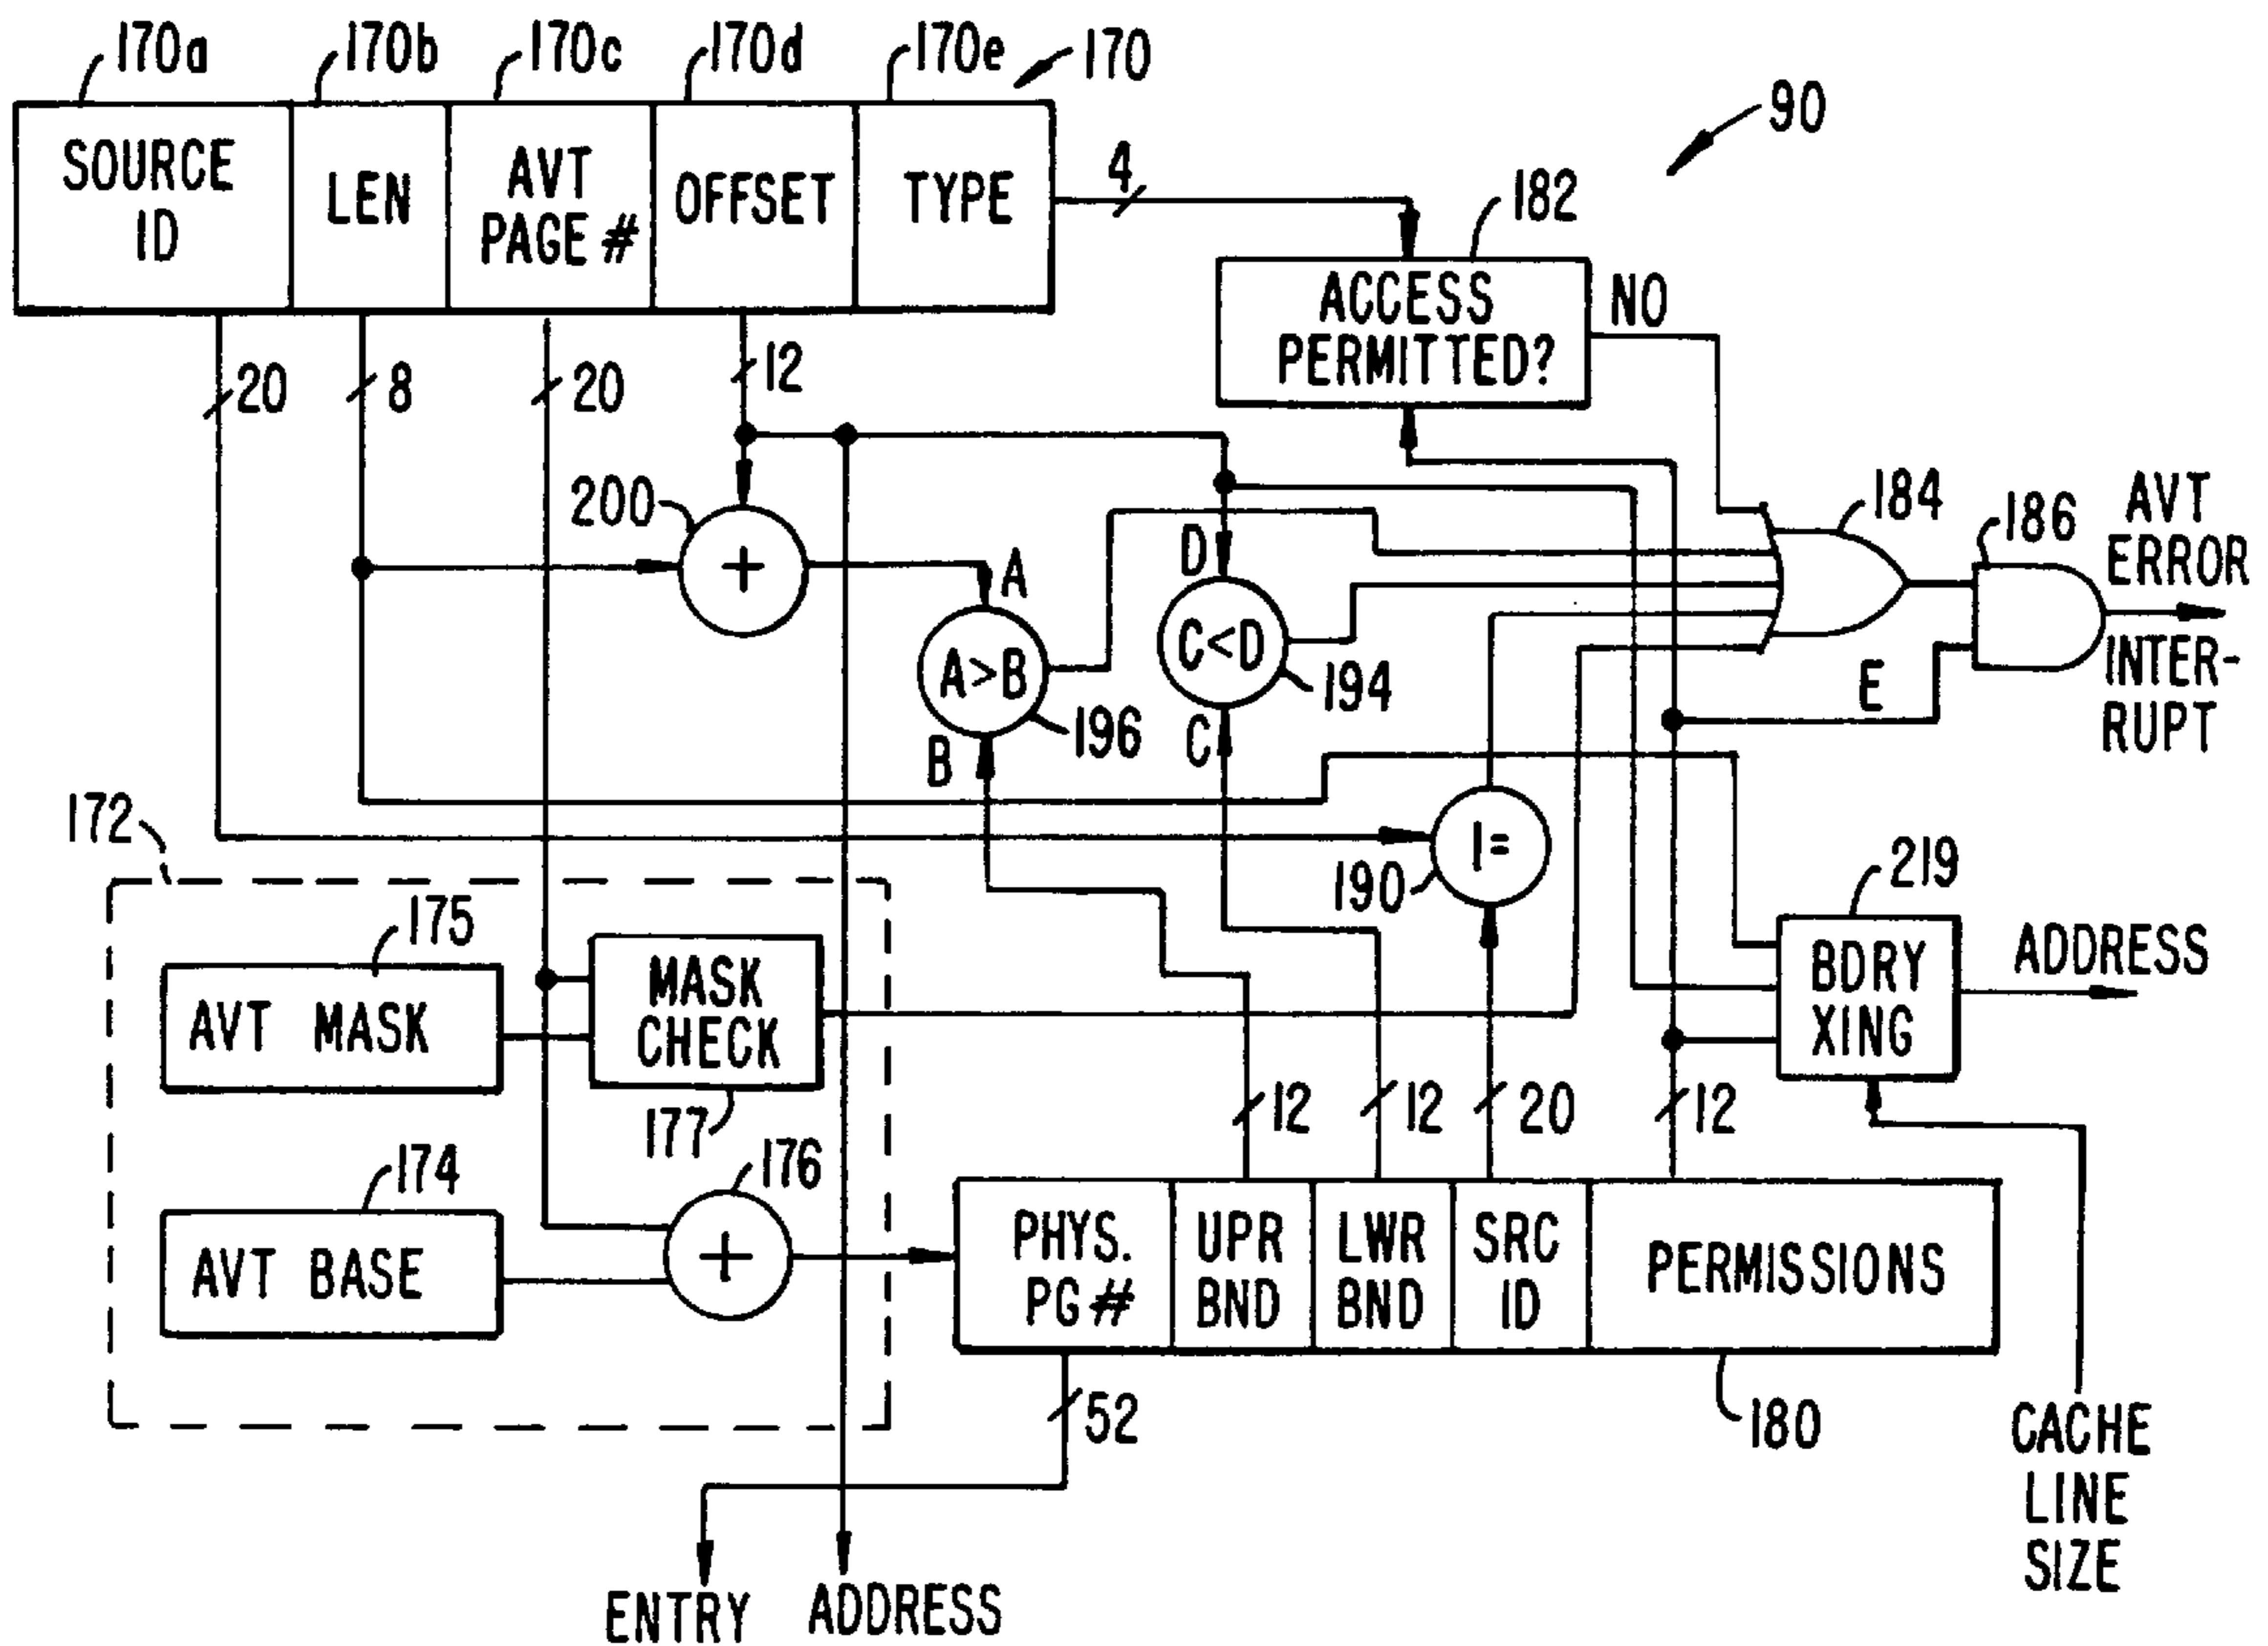 170a
170b
170c
170d
170e
170
90
SOURCE
ID
LEN
AVT
PAGE #
OFFSET
TYPE
4
182
ACCESS
PERMITTED?
NO
20
8
20
12
200
+
A
A>B
B
196
D
C<D
C
194
184
186
AVT
ERROR
INTER-
RUPT
E
172
190
!=
219
BDRY
XING
ADDRESS
175
AVT MASK
MASK
CHECK
177
174
AVT BASE
176
+
12
12
20
12
PHYS.
PG #
UPR
BND
LWR
BND
SRC
ID
PERMISSIONS
52
180
CACHE
LINE
SIZE
ENTRY
ADDRESS